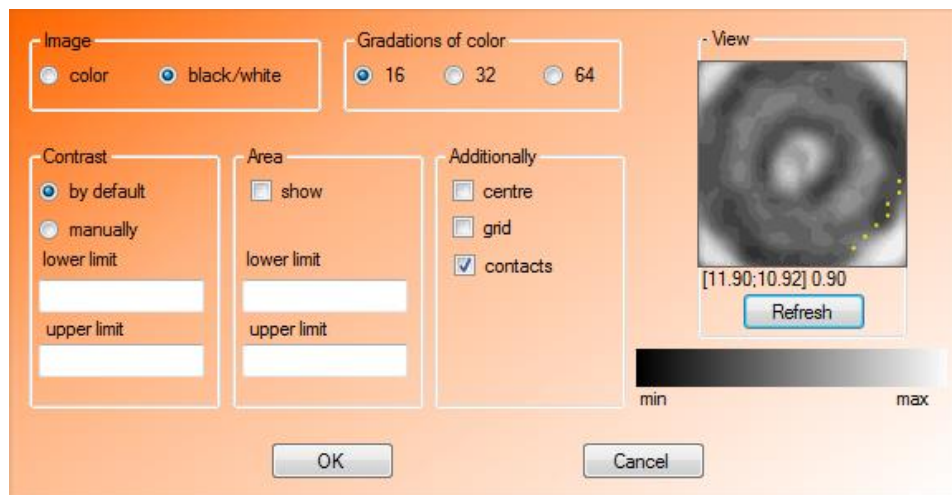 Image
color
black/white
Gradations of color
16
32
64
- View
[11.90;10.92] 0.90
Refresh
min
max
Contrast
by default
manually
lower limit
upper limit
Area
show
lower limit
upper limit
Additionally
centre
grid
contacts
OK
Cancel